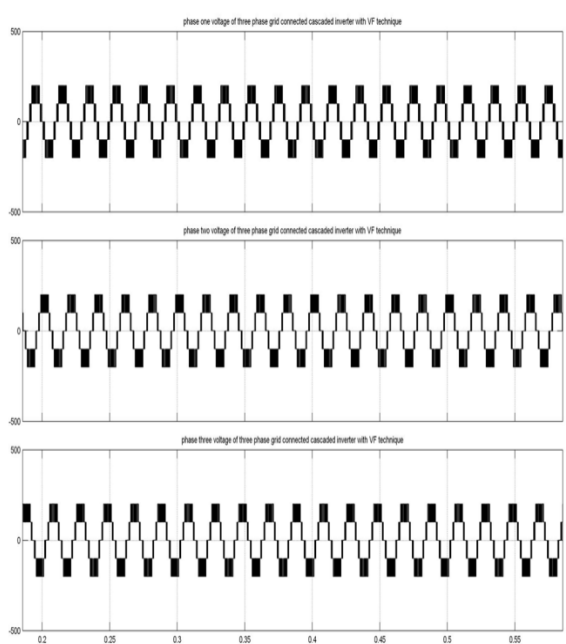 phase one voltage of three phase grid connected cascaded inverter with VF technique
500
0
-500
phase two voltage of three phase grid connected cascaded inverter with VF technique
500
0
-500
phase three voltage of three phase grid connected cascaded inverter with VF technique
500
0
-500
0.2 0.25 0.3 0.35 0.4 0.45 0.5 0.55